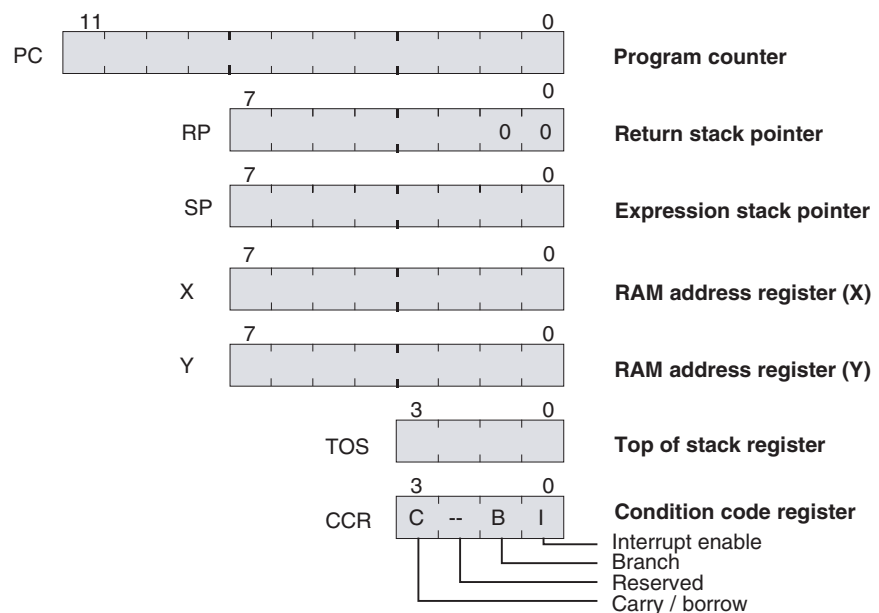 11 0
PC Program counter
7 0
RP 0 0 Return stack pointer
7 0
SP Expression stack pointer
7 0
X RAM address register (X)
7 0
Y RAM address register (Y)
3 0
TOS Top of stack register
3 0
CCR C -- B I Condition code register
Interrupt enable
Branch
Reserved
Carry / borrow